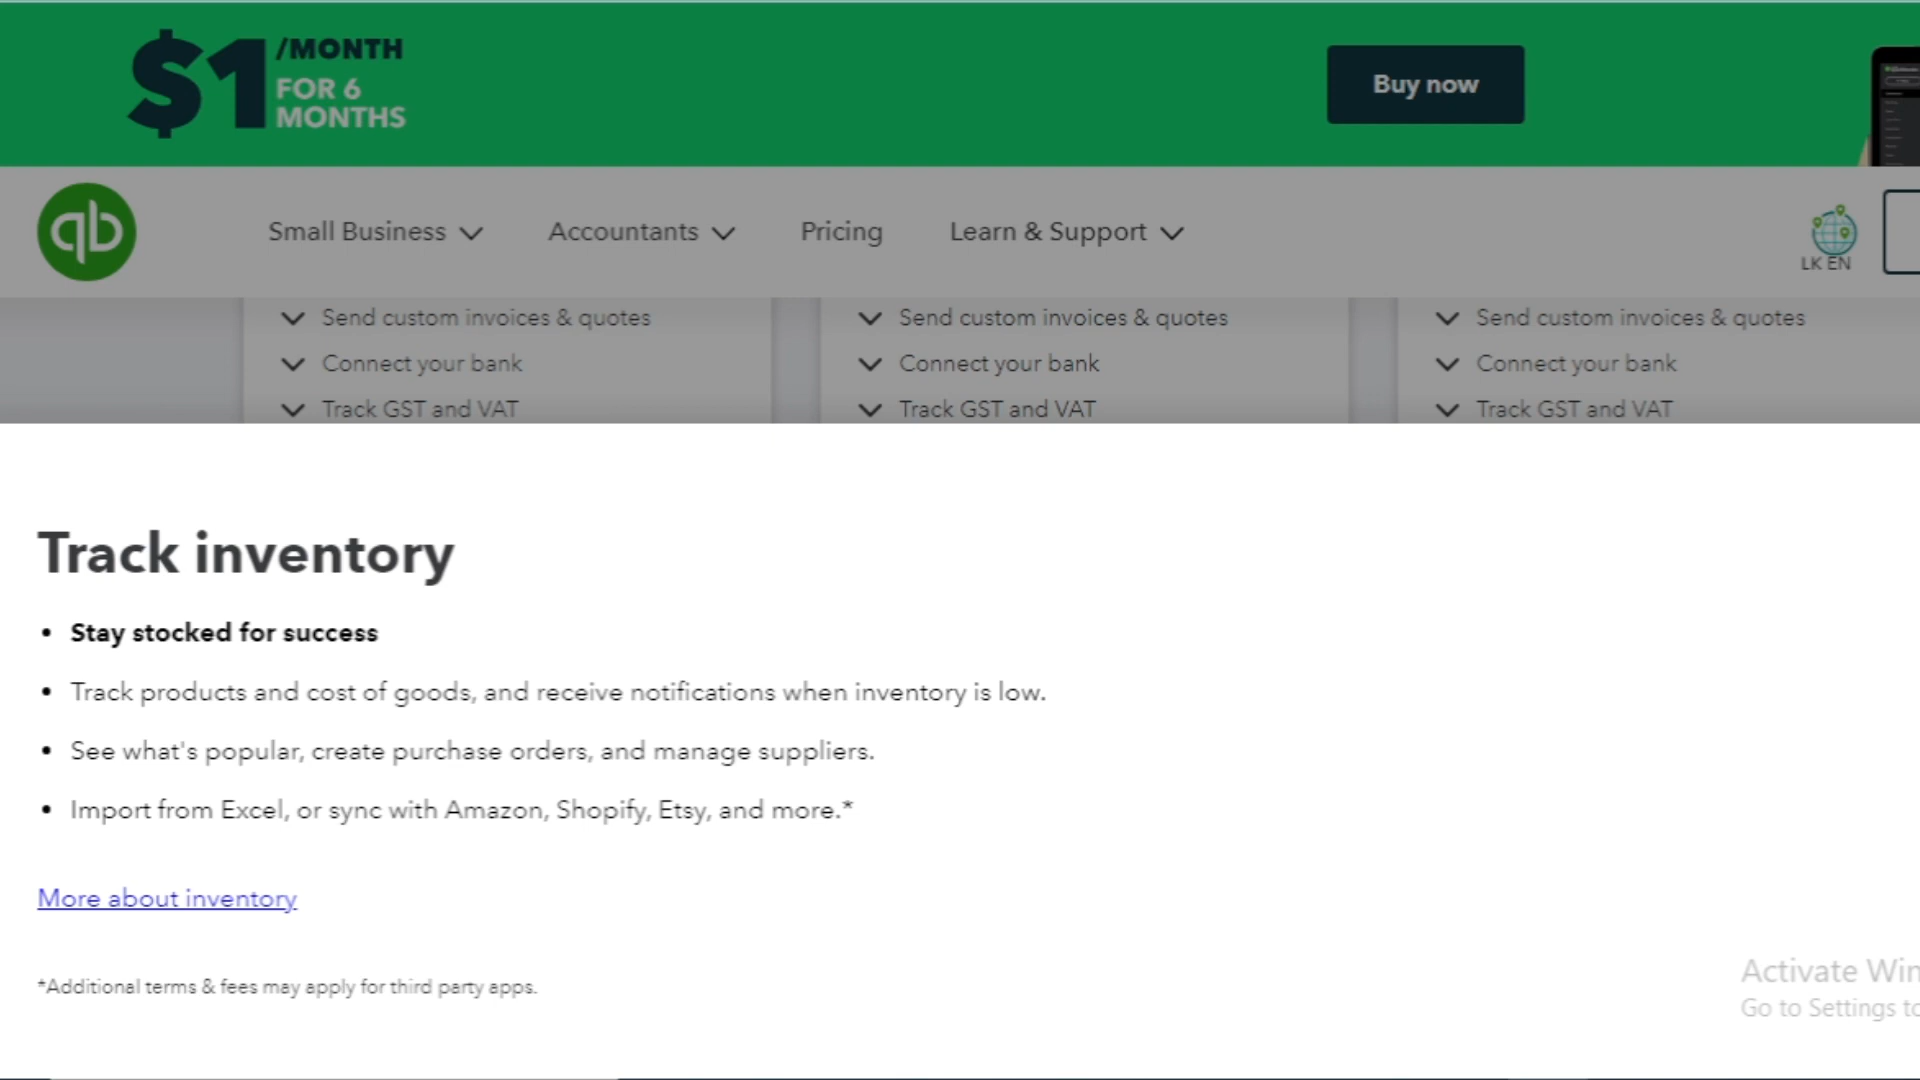 $1 /MONTH
FOR 6
MONTHS
Buy now
qb
Small Business
Accountants
Pricing
Learn & Support
LK EN
Send custom invoices & quotes
Connect your bank
Track GST and VAT
Send custom invoices & quotes
Connect your bank
Track GST and VAT
Send custom invoices & quotes
Connect your bank
Track GST and VAT
Track inventory
• Stay stocked for success
• Track products and cost of goods, and receive notifications when inventory is low.
• See what's popular, create purchase orders, and manage suppliers.
• Import from Excel, or sync with Amazon, Shopify, Etsy, and more.*
More about inventory
*Additional terms & fees may apply for third party apps.
Activate Win
Go to Settings to